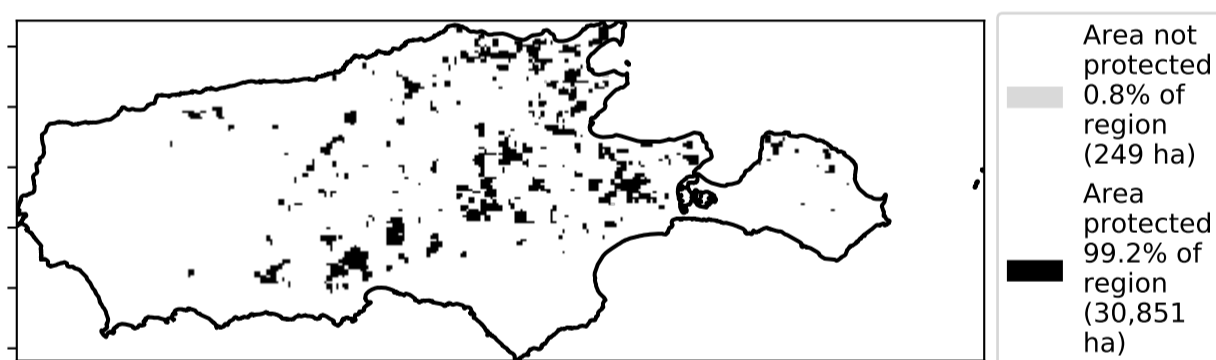 Area not
protected
0.8% of
region
(249 ha)
Area
protected
99.2% of
region
(30,851
ha)